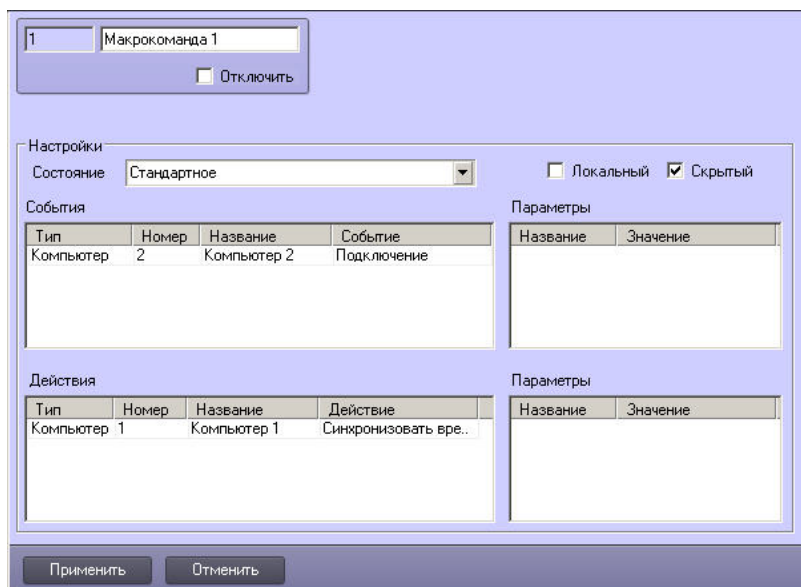 1 Макрокоманда 1
Отключить
Настройки
Состояние Стандартное Локальный Скрытый
События Параметры
Тип Номер Название Событие Название Значение
Компьютер 2 Компьютер 2 Подключение
Действия Параметры
Тип Номер Название Действие Название Значение
Компьютер 1 Компьютер 1 Синхронизовать вре..
Применить Отменить